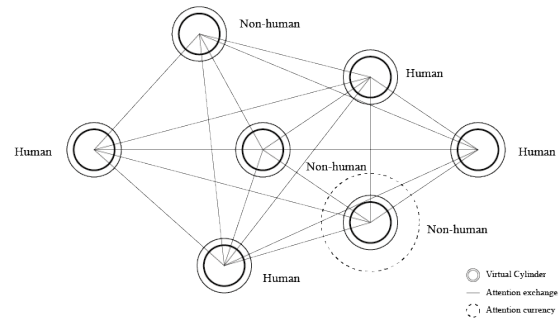 Non-human
Human
Human
Non-human
Human
Non-human
Human
Virtual Cylinder
Attention exchange
Attention currency